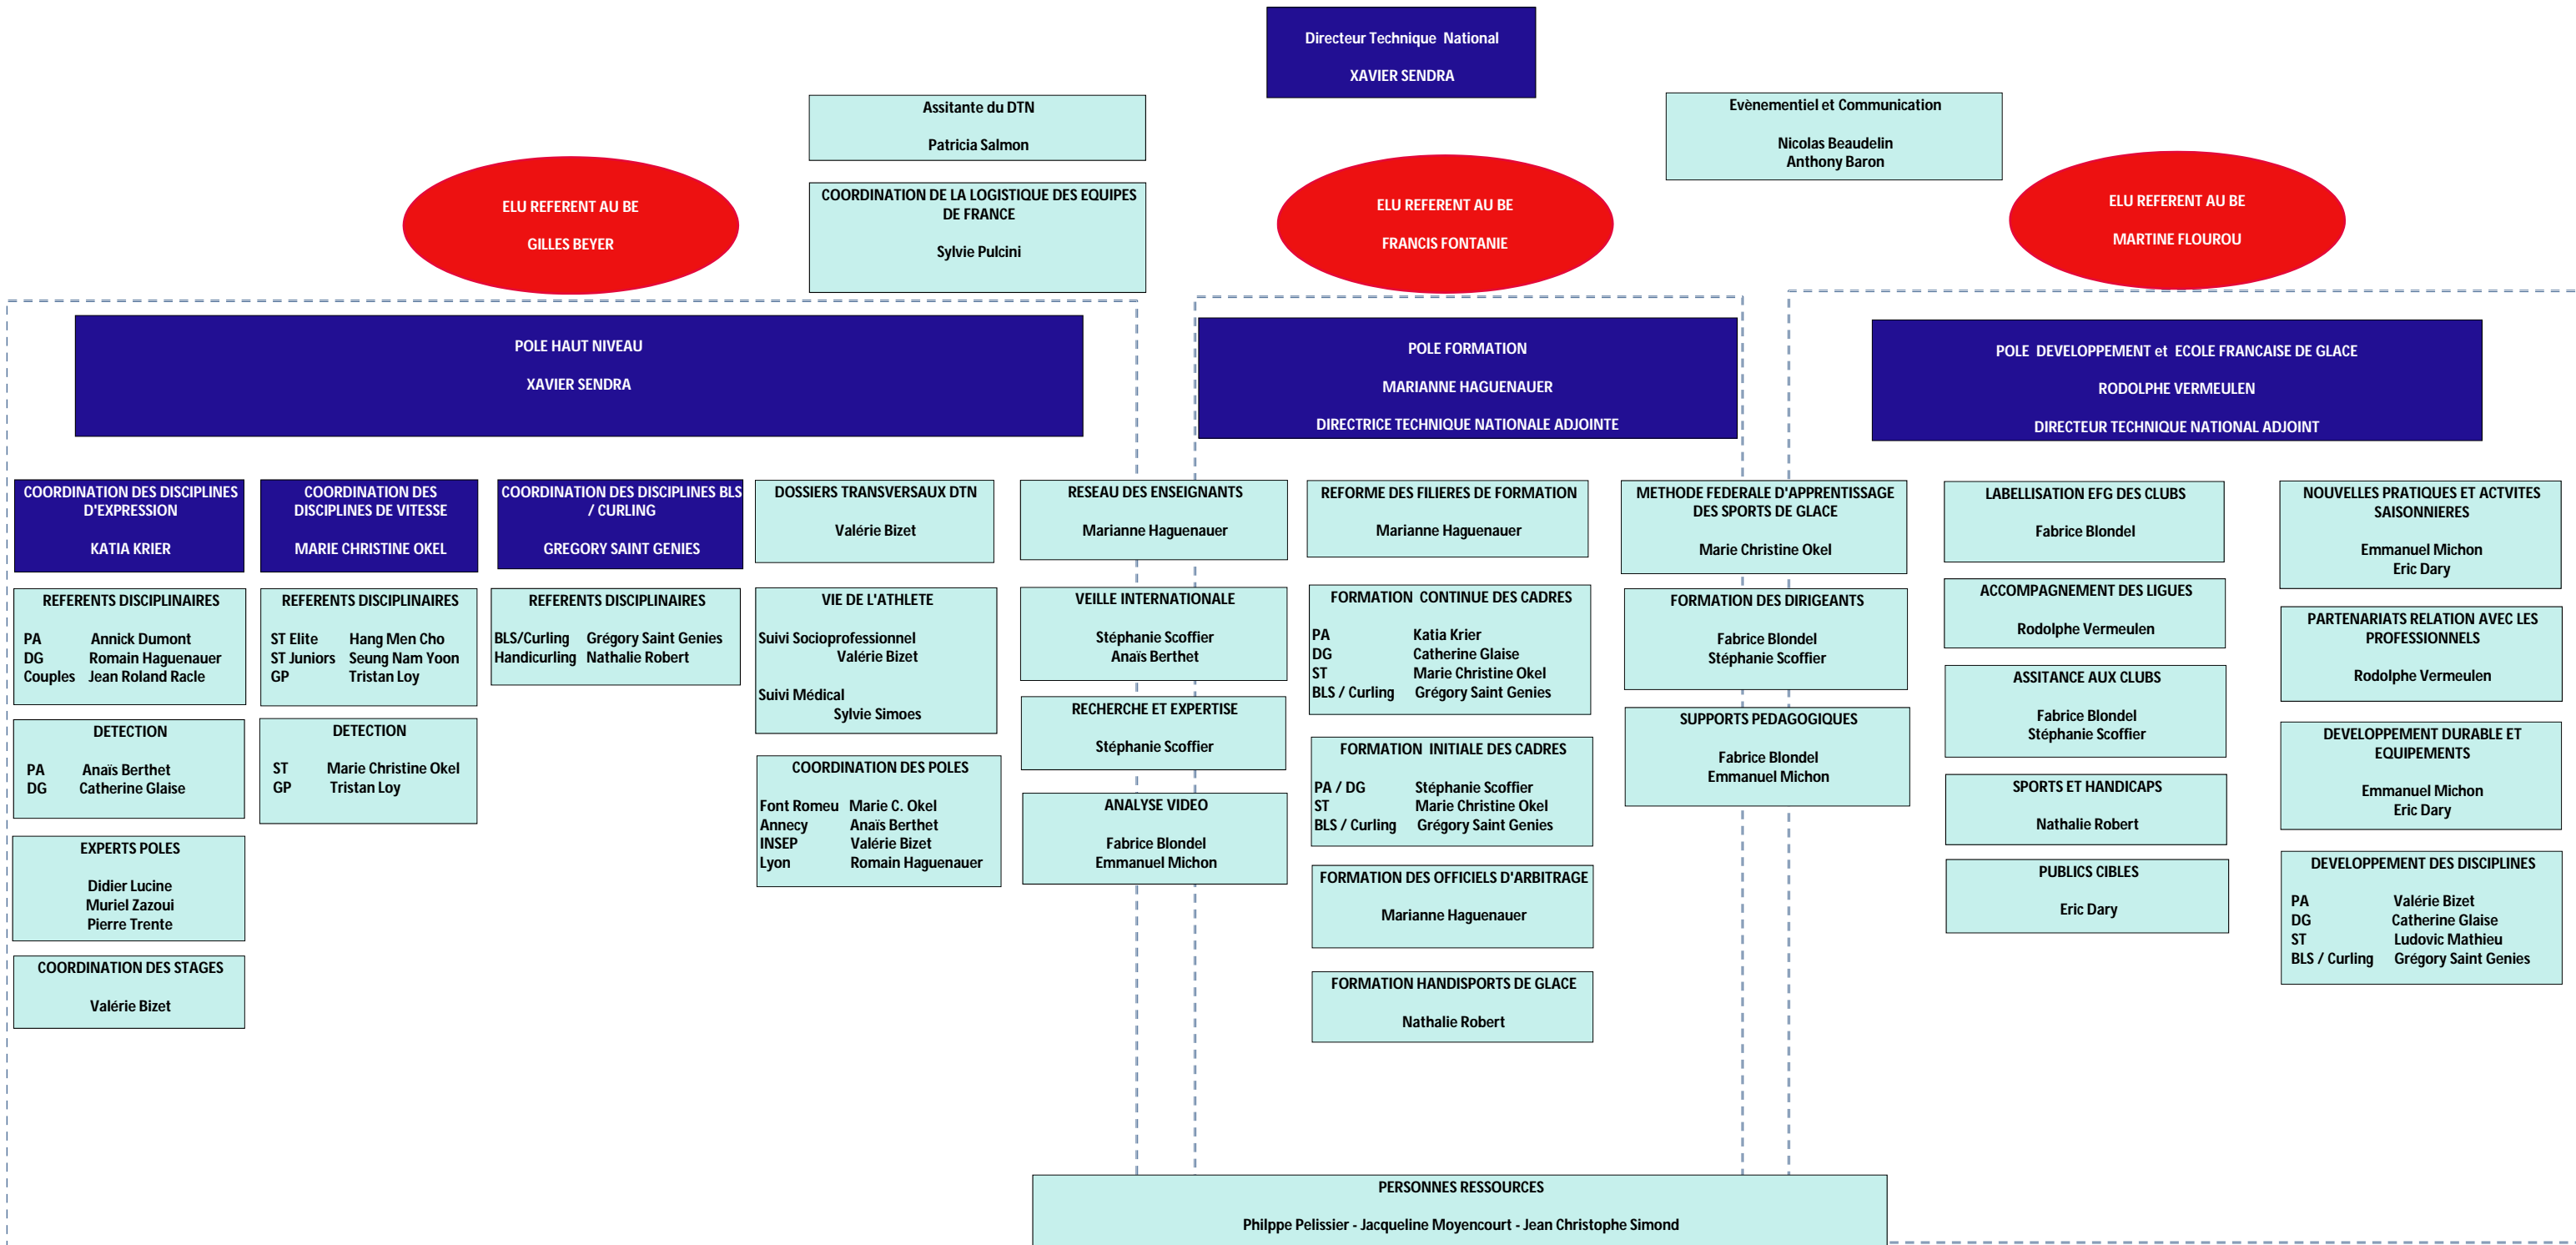 Directeur Technique National
XAVIER SENDRA
Assitante du DTN
Patricia Salmon
Evènementiel et Communication
Nicolas Beaudelin
Anthony Baron
COORDINATION DE LA LOGISTIQUE DES EQUIPES
DE FRANCE
Sylvie Pulcini
ELU REFERENT AU BE
GILLES BEYER
ELU REFERENT AU BE
FRANCIS FONTANIE
ELU REFERENT AU BE
MARTINE FLOUROU
POLE HAUT NIVEAU
XAVIER SENDRA
POLE FORMATION
MARIANNE HAGUENAUER
DIRECTRICE TECHNIQUE NATIONALE ADJOINTE
POLE DEVELOPPEMENT et ECOLE FRANCAISE DE GLACE
RODOLPHE VERMEULEN
DIRECTEUR TECHNIQUE NATIONAL ADJOINT
COORDINATION DES DISCIPLINES
D'EXPRESSION
KATIA KRIER
REFERENTS DISCIPLINAIRES
PA Annick Dumont
DG Romain Haguenauer
Couples Jean Roland Racle
DETECTION
PA Anaïs Berthet
DG Catherine Glaise
EXPERTS POLES
Didier Lucine
Muriel Zazoui
Pierre Trente
COORDINATION DES STAGES
Valérie Bizet
COORDINATION DES
DISCIPLINES DE VITESSE
MARIE CHRISTINE OKEL
REFERENTS DISCIPLINAIRES
ST Elite Hang Men Cho
ST Juniors Seung Nam Yoon
GP Tristan Loy
DETECTION
ST Marie Christine Okel
GP Tristan Loy
COORDINATION DES DISCIPLINES BLS
/ CURLING
GREGORY SAINT GENIES
REFERENTS DISCIPLINAIRES
BLS/Curling Grégory Saint Genies
Handicurling Nathalie Robert
DOSSIERS TRANSVERSAUX DTN
Valérie Bizet
VIE DE L'ATHLETE
Suivi Socioprofessionnel
Valérie Bizet
Suivi Médical
Sylvie Simoes
COORDINATION DES POLES
Font Romeu Marie C. Okel
Annecy Anaïs Berthet
INSEP Valérie Bizet
Lyon Romain Haguenauer
RESEAU DES ENSEIGNANTS
Marianne Haguenauer
VEILLE INTERNATIONALE
Stéphanie Scoffier
Anaïs Berthet
RECHERCHE ET EXPERTISE
Stéphanie Scoffier
ANALYSE VIDEO
Fabrice Blondel
Emmanuel Michon
REFORME DES FILIERES DE FORMATION
Marianne Haguenauer
FORMATION CONTINUE DES CADRES
PA Katia Krier
DG Catherine Glaise
ST Marie Christine Okel
BLS / Curling Grégory Saint Genies
FORMATION INITIALE DES CADRES
PA / DG Stéphanie Scoffier
ST Marie Christine Okel
BLS / Curling Grégory Saint Genies
FORMATION DES OFFICIELS D'ARBITRAGE
Marianne Haguenauer
FORMATION HANDISPORTS DE GLACE
Nathalie Robert
METHODE FEDERALE D'APPRENTISSAGE
DES SPORTS DE GLACE
Marie Christine Okel
FORMATION DES DIRIGEANTS
Fabrice Blondel
Stéphanie Scoffier
SUPPORTS PEDAGOGIQUES
Fabrice Blondel
Emmanuel Michon
LABELLISATION EFG DES CLUBS
Fabrice Blondel
ACCOMPAGNEMENT DES LIGUES
Rodolphe Vermeulen
ASSITANCE AUX CLUBS
Fabrice Blondel
Stéphanie Scoffier
SPORTS ET HANDICAPS
Nathalie Robert
PUBLICS CIBLES
Eric Dary
NOUVELLES PRATIQUES ET ACTVITES
SAISONNIERES
Emmanuel Michon
Eric Dary
PARTENARIATS RELATION AVEC LES
PROFESSIONNELS
Rodolphe Vermeulen
DEVELOPPEMENT DURABLE ET
EQUIPEMENTS
Emmanuel Michon
Eric Dary
DEVELOPPEMENT DES DISCIPLINES
PA Valérie Bizet
DG Catherine Glaise
ST Ludovic Mathieu
BLS / Curling Grégory Saint Genies
PERSONNES RESSOURCES
Philppe Pelissier - Jacqueline Moyencourt - Jean Christophe Simond